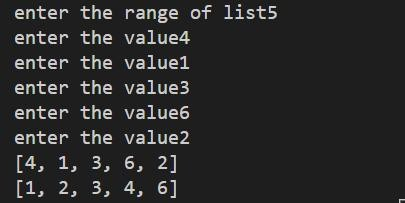 enter the range of list5
enter the value4
enter the value1
enter the value3
enter the value6
enter the value2
[4, 1, 3, 6, 2]
[1, 2, 3, 4, 6]